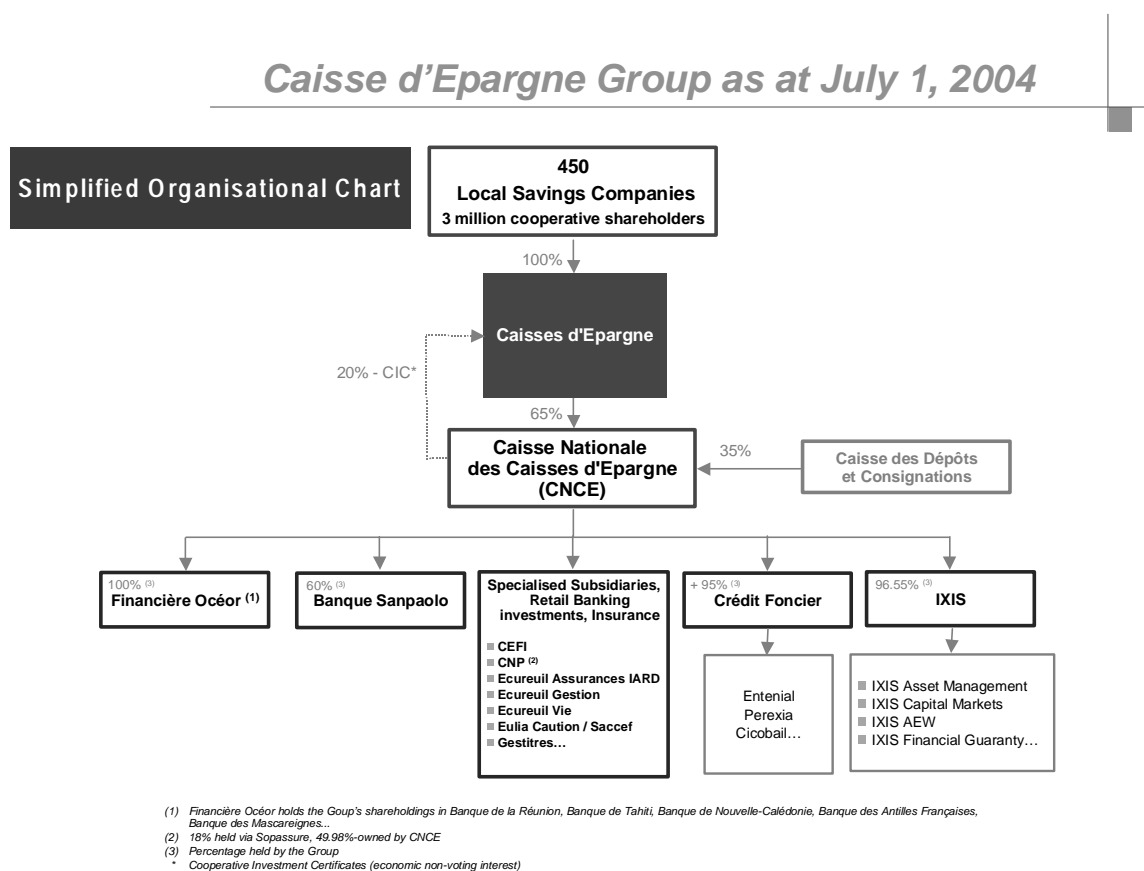 Caisse d'Epargne Group as at July 1, 2004
Simplified Organisational Chart
450
Local Savings Companies
3 million cooperative shareholders
100%
Caisses d'Epargne
20% - CIC*
65%
Caisse Nationale
des Caisses d'Epargne
(CNCE)
35%
Caisse des Dépôts
et Consignations
100% (3)
Financière Océor (1)
60% (3)
Banque Sanpaolo
Specialised Subsidiaries,
Retail Banking
investments, Insurance
CEFI
CNP (2)
Ecureuil Assurances IARD
Ecureuil Gestion
Ecureuil Vie
Eulia Caution / Saccef
Gestitres…
+ 95% (3)
Crédit Foncier
Entenial
Perexia
Cicobail…
96.55% (3)
IXIS
IXIS Asset Management
IXIS Capital Markets
IXIS AEW
IXIS Financial Guaranty…
(1) Financière Océor holds the Goup's shareholdings in Banque de la Réunion, Banque de Tahiti, Banque de Nouvelle-Calédonie, Banque des Antilles Françaises,
Banque des Mascareignes...
(2) 18% held via Sopassure, 49.98%-owned by CNCE
(3) Percentage held by the Group
* Cooperative Investment Certificates (economic non-voting interest)